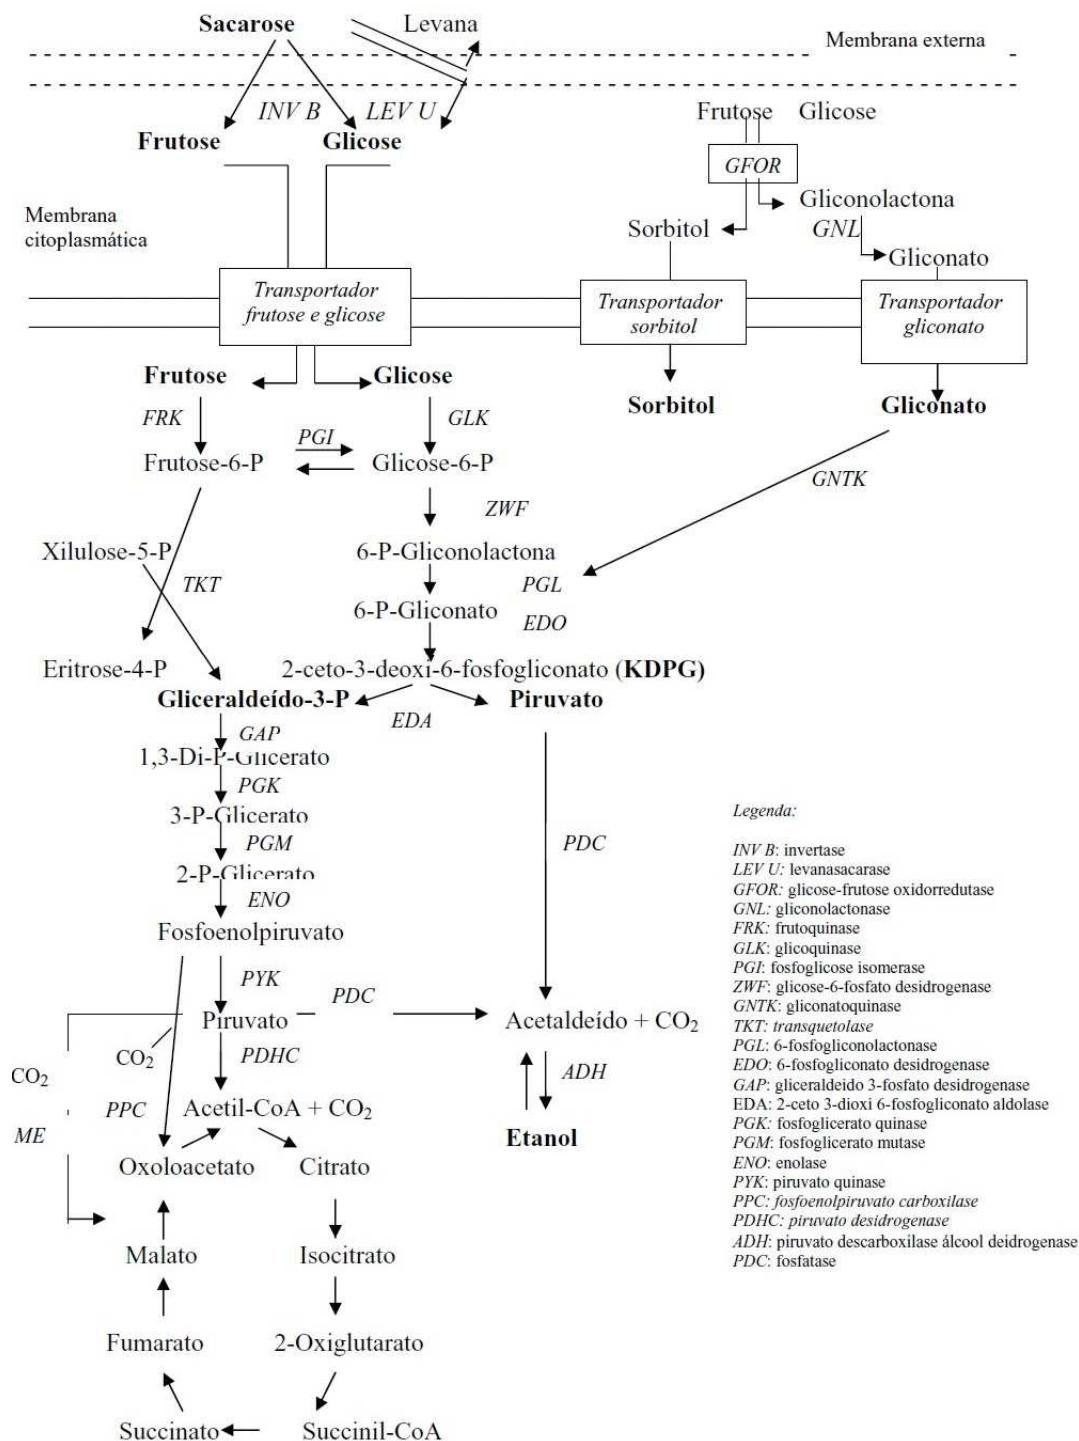 Sacarose
Levana
Membrana externa
INV B
LEV U
Frutose
Glicose
Frutose
Glicose
GFOR
Gliconolactona
Membrana
citoplasmática
Sorbitol
GNL
Gliconato
Transportador
frutose e glicose
Transportador
sorbitol
Transportador
gliconato
Frutose
Glicose
Sorbitol
Gliconato
FRK
PGI
GLK
Frutose-6-P
Glicose-6-P
GNTK
ZWF
Xilulose-5-P
6-P-Gliconolactona
TKT
PGL
6-P-Gliconato
EDO
Eritrose-4-P
2-ceto-3-deoxi-6-fosfogliconato (KDPG)
Gliceraldeído-3-P
EDA
Piruvato
GAP
1,3-Di-P-Glicerato
PGK
3-P-Glicerato
PGM
2-P-Glicerato
PDC
ENO
Fosfoenolpiruvato
PYK
PDC
Piruvato
Acetaldeído + CO2
CO2
PDHC
CO2
ADH
PPC
Acetil-CoA + CO2
ME
Etanol
Oxoloacetato
Citrato
Malato
Isocitrato
Fumarato
2-Oxiglutarato
Succinato
Succinil-CoA
Legenda:
INV B: invertase
LEV U: levanasacarase
GFOR: glicose-frutose oxidorredutase
GNL: gliconolactonase
FRK: frutoquinase
GLK: glicoquinase
PGI: fosfoglicose isomerase
ZWF: glicose-6-fosfato desidrogenase
GNTK: gliconatoquinase
TKT: transquetolase
PGL: 6-fosfogliconolactonase
EDO: 6-fosfogliconato desidrogenase
GAP: gliceraldeido 3-fosfato desidrogenase
EDA: 2-ceto 3-dioxi 6-fosfogliconato aldolase
PGK: fosfoglicerato quinase
PGM: fosfoglicerato mutase
ENO: enolase
PYK: piruvato quinase
PPC: fosfoenolpiruvato carboxilase
PDHC: piruvato desidrogenase
ADH: piruvato descarboxilase álcool deidrogenase
PDC: fosfatase